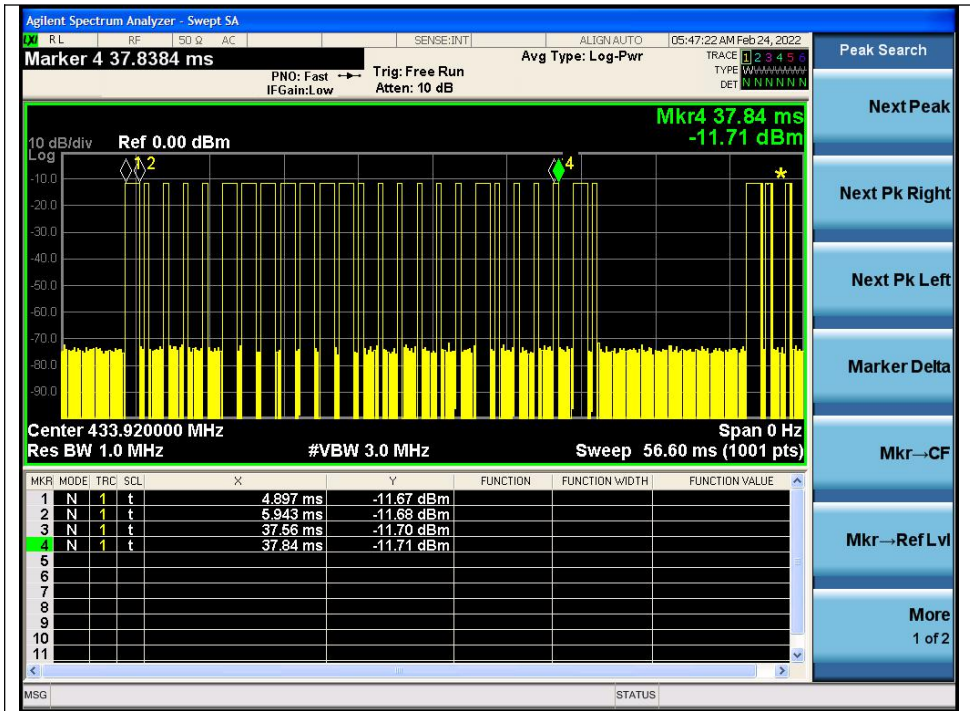 Agilent Spectrum Analyzer - Swept SA
LXI RL RF 50 Ω AC SENSE:INT ALIGN AUTO 05:47:22 AM Feb 24, 2022
Marker 4 37.8384 ms Avg Type: Log-Pwr TRACE 1 2 3 4 5 6
PNO: Fast Trig: Free Run TYPE WWWWWW
IFGain:Low Atten: 10 dB DET N N N N N N
Peak Search
Next Peak
Next Pk Right
Next Pk Left
Marker Delta
Mkr→CF
Mkr→Ref Lvl
More
1 of 2
Mkr4 37.84 ms
-11.71 dBm
10 dB/div Ref 0.00 dBm
Log
1 2 4
*
-10.0
-20.0
-30.0
-40.0
-50.0
-60.0
-70.0
-80.0
-90.0
Center 433.920000 MHz Span 0 Hz
Res BW 1.0 MHz #VBW 3.0 MHz Sweep 56.60 ms (1001 pts)
MKR MODE TRC SCL X Y FUNCTION FUNCTION WIDTH FUNCTION VALUE
1 N 1 t 4.897 ms -11.67 dBm
2 N 1 t 5.943 ms -11.68 dBm
3 N 1 t 37.56 ms -11.70 dBm
4 N 1 t 37.84 ms -11.71 dBm
5
6
7
8
9
10
11
MSG STATUS